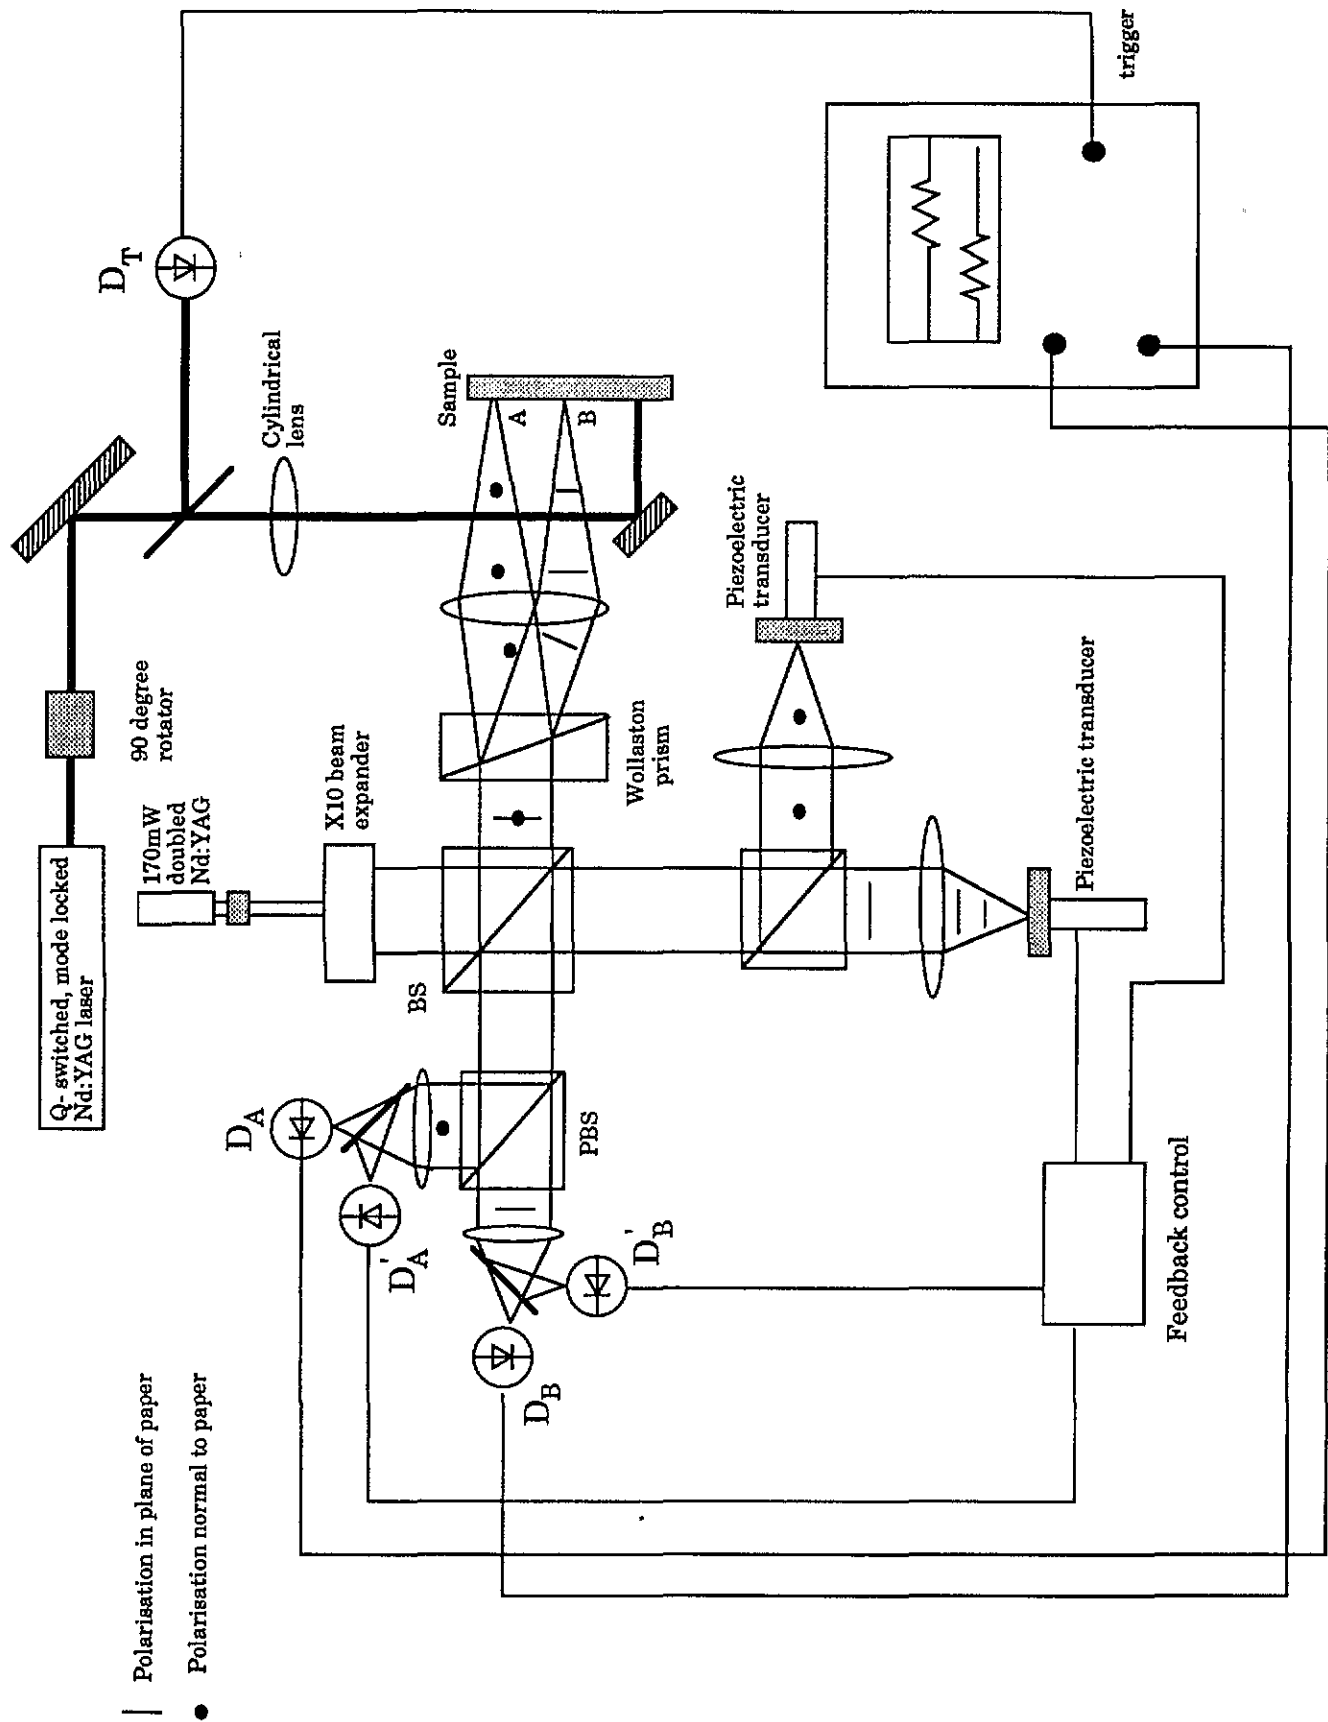 Q- switched, mode locked
Nd:YAG laser
90 degree
rotator
170mW
doubled
Nd:YAG
X10 beam
expander
D_T
trigger
Cylindrical
lens
Sample
A
B
Wollaston
prism
BS
PBS
D_A
D'_A
D'_B
D_B
Piezoelectric
transducer
Piezoelectric transducer
Feedback control
Polarisation in plane of paper
Polarisation normal to paper